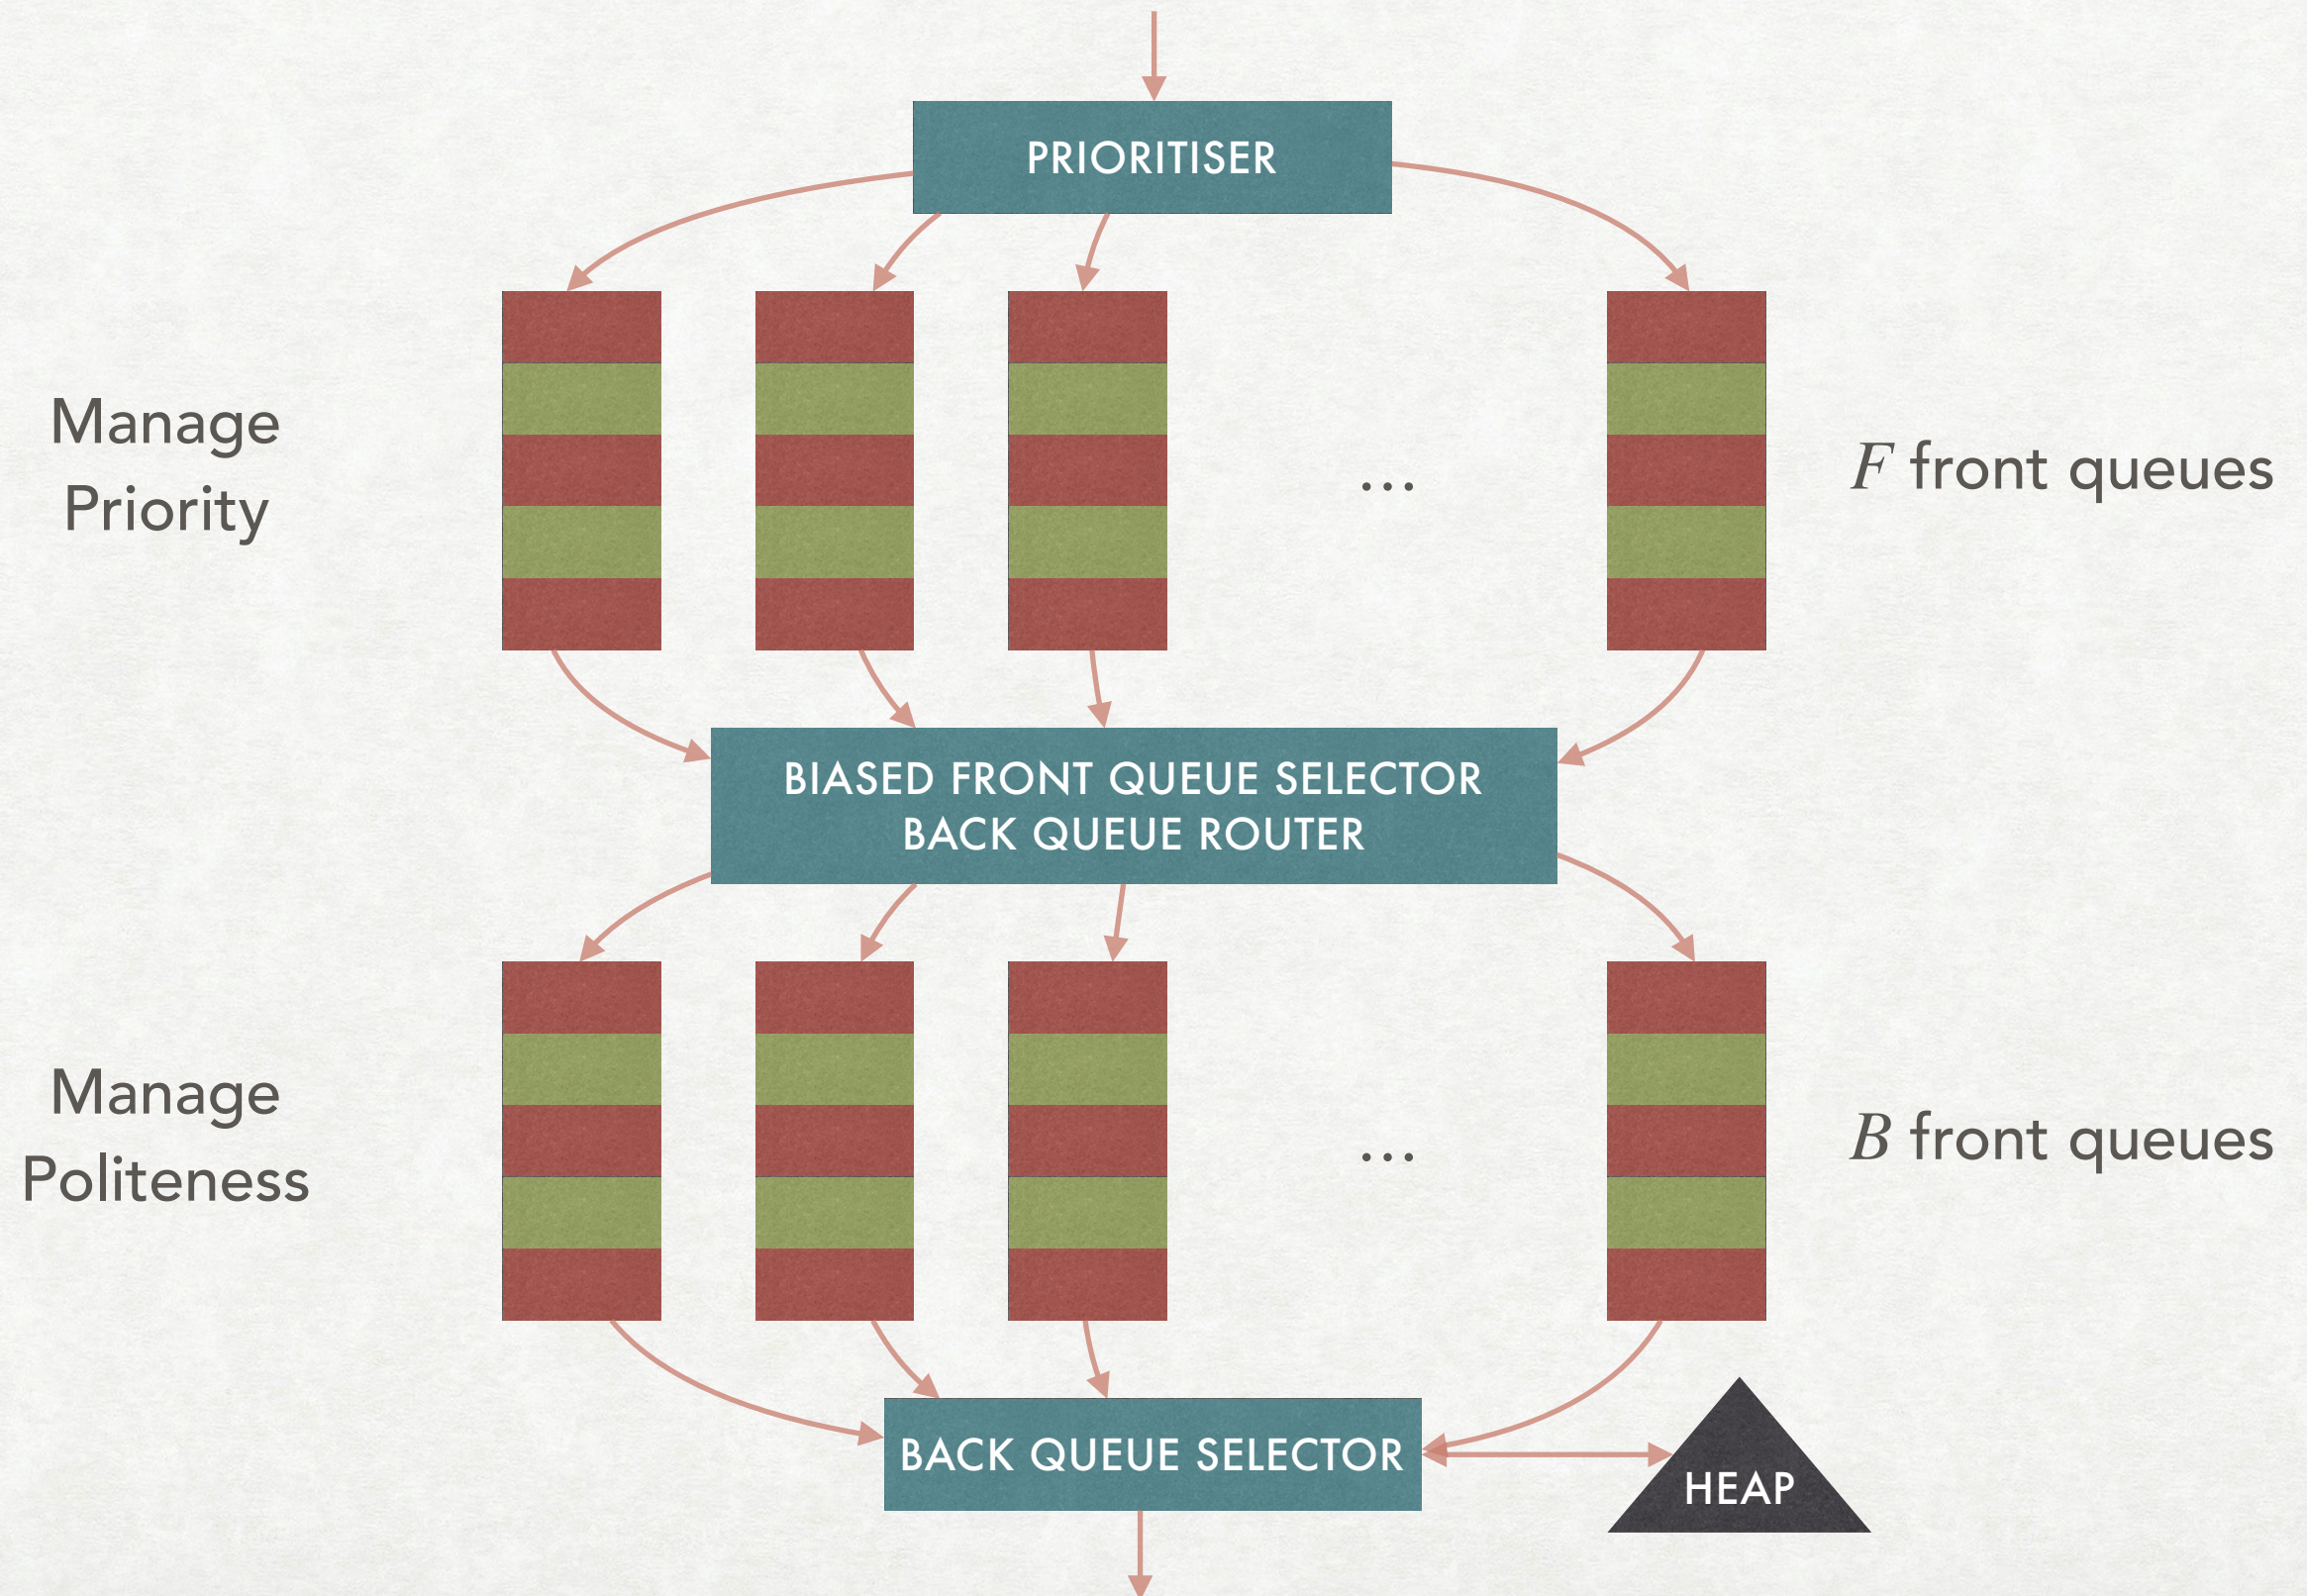 PRIORITISER
Manage
Priority
...
F front queues
BIASED FRONT QUEUE SELECTOR
BACK QUEUE ROUTER
Manage
Politeness
...
B front queues
BACK QUEUE SELECTOR
HEAP